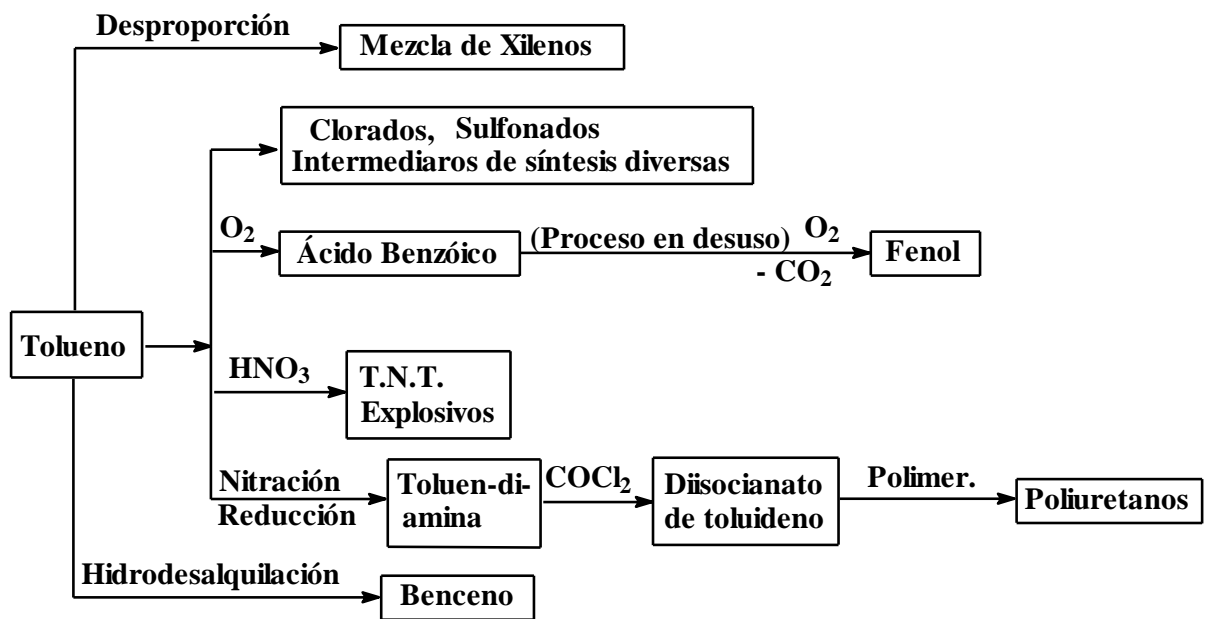 Desproporción
Mezcla de Xilenos
Clorados, Sulfonados
Intermediaros de síntesis diversas
O2
Ácido Benzóico
(Proceso en desuso) O2
- CO2
Fenol
Tolueno
HNO3
T.N.T.
Explosivos
Nitración
Reducción
Toluen-di-
amina
COCl2
Diisocianato
de toluideno
Polimer.
Poliuretanos
Hidrodesalquilación
Benceno